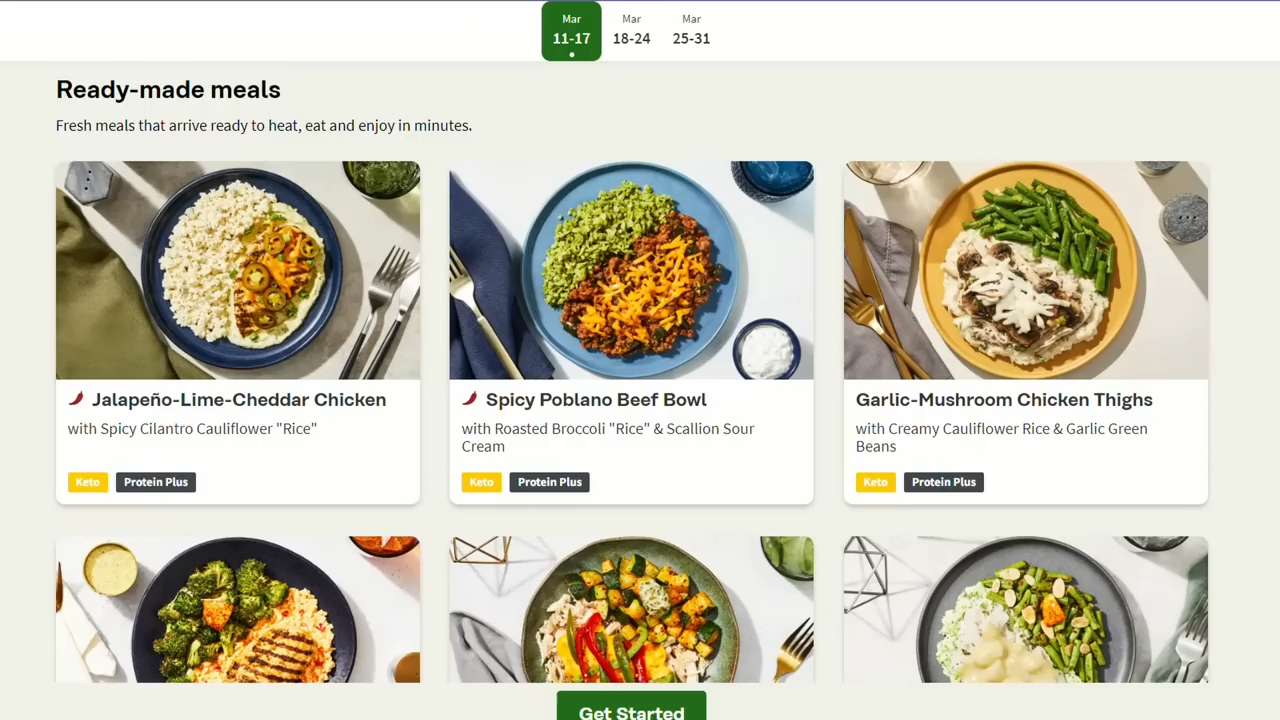 Mar
11-17
Mar
18-24
Mar
25-31
Ready-made meals
Fresh meals that arrive ready to heat, eat and enjoy in minutes.
Jalapeño-Lime-Cheddar Chicken
with Spicy Cilantro Cauliflower "Rice"
Keto
Protein Plus
Spicy Poblano Beef Bowl
with Roasted Broccoli "Rice" & Scallion Sour
Cream
Keto
Protein Plus
Garlic-Mushroom Chicken Thighs
with Creamy Cauliflower Rice & Garlic Green
Beans
Keto
Protein Plus
Get Started